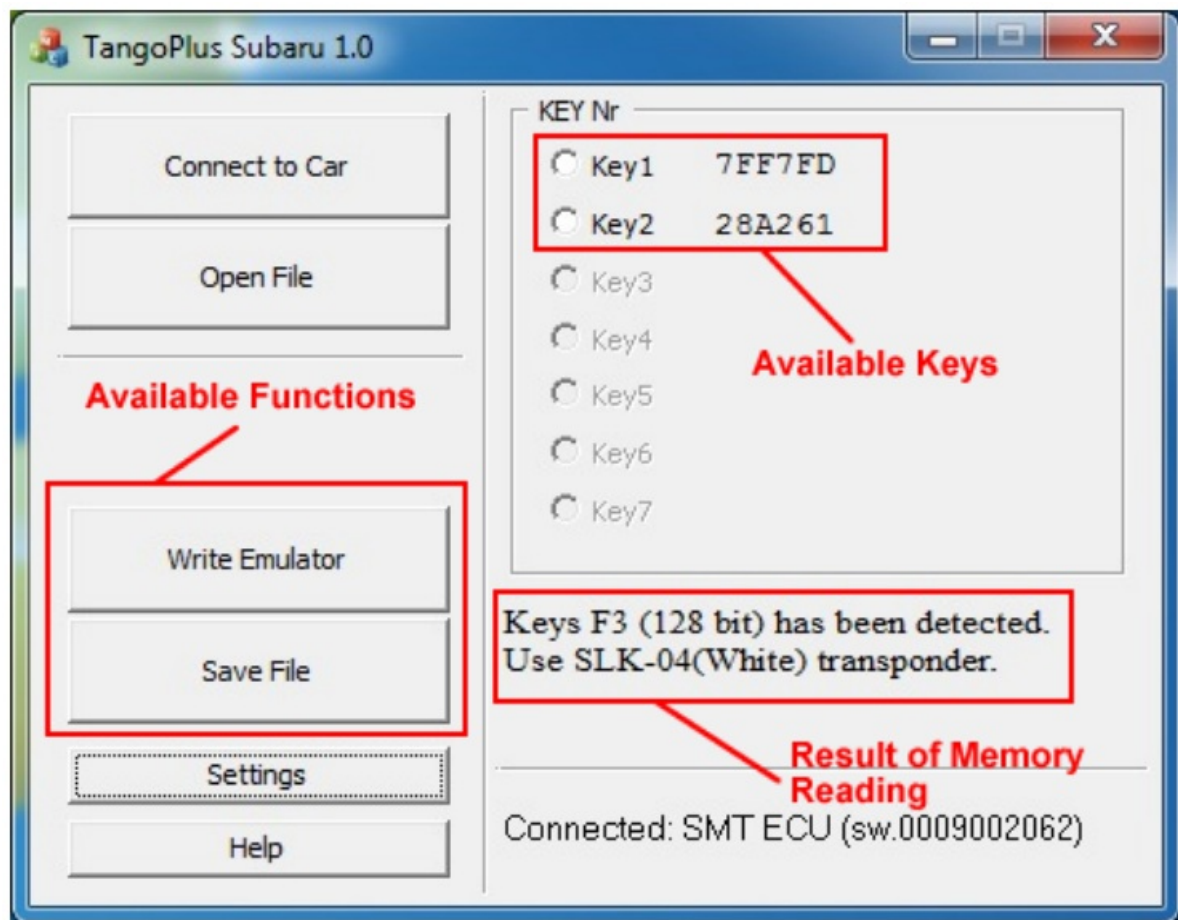 TangoPlus Subaru 1.0
Connect to Car
Open File
Available Functions
Write Emulator
Save File
Settings
Help
KEY Nr
Key1 7FF7FD
Key2 28A261
Key3
Key4
Available Keys
Key5
Key6
Key7
Keys F3 (128 bit) has been detected.
Use SLK-04(White) transponder.
Result of Memory
Reading
Connected: SMT ECU (sw.0009002062)